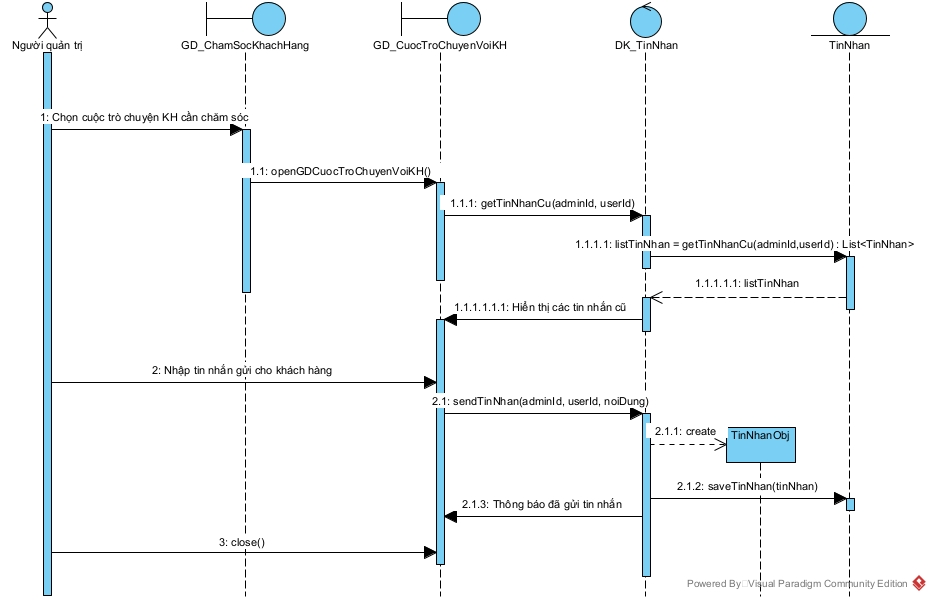 Người quản trị
GD_ChamSocKhachHang
GD_CuocTroChuyenVoiKH
DK_TinNhan
TinNhan
1: Chọn cuộc trò chuyện KH cần chăm sóc
1.1: openGDCuocTroChuyenVoiKH()
1.1.1: getTinNhanCu(adminId, userId)
1.1.1.1: listTinNhan = getTinNhanCu(adminId,userId) : List<TinNhan>
1.1.1.1.1: listTinNhan
1.1.1.1.1.1: Hiển thị các tin nhắn cũ
2: Nhập tin nhắn gửi cho khách hàng
2.1: sendTinNhan(adminId, userId, noiDung)
2.1.1: create
TinNhanObj
2.1.2: saveTinNhan(tinNhan)
2.1.3: Thông báo đã gửi tin nhắn
3: close()
Powered By Visual Paradigm Community Edition